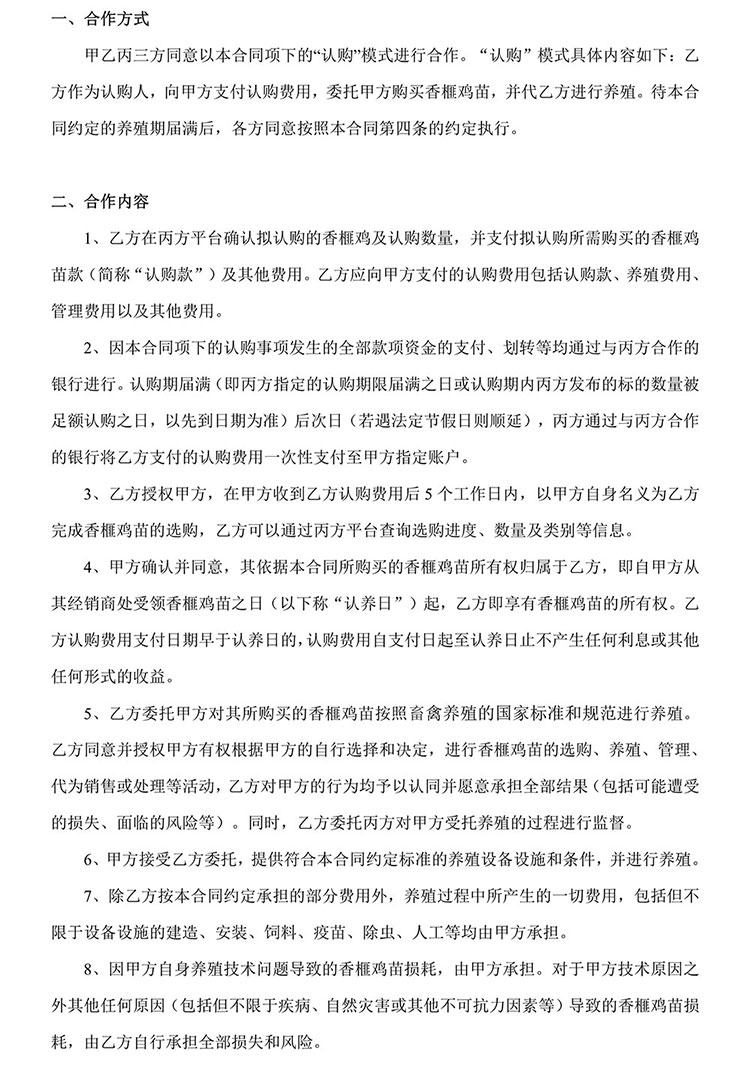 一、合作方式
甲乙丙三方同意以本合同项下的“认购”模式进行合作。“认购”模式具体内容如下：乙
方作为认购人，向甲方支付认购费用，委托甲方购买香榧鸡苗，并代乙方进行养殖。待本合
同约定的养殖期届满后，各方同意按照本合同第四条的约定执行。
二、合作内容
1、乙方在丙方平台确认拟认购的香榧鸡及认购数量，并支付拟认购所需购买的香榧鸡
苗款（简称“认购款”）及其他费用。乙方应向甲方支付的认购费用包括认购款、养殖费用、
管理费用以及其他费用。
2、因本合同项下的认购事项发生的全部款项资金的支付、划转等均通过与丙方合作的
银行进行。认购期届满（即丙方指定的认购期限届满之日或认购期内丙方发布的标的数量被
足额认购之日，以先到日期为准）后次日（若遇法定节假日则顺延），丙方通过与丙方合作
的银行将乙方支付的认购费用一次性支付至甲方指定账户。
3、乙方授权甲方，在甲方收到乙方认购费用后 5 个工作日内，以甲方自身名义为乙方
完成香榧鸡苗的选购，乙方可以通过丙方平台查询选购进度、数量及类别等信息。
4、甲方确认并同意，其依据本合同所购买的香榧鸡苗所有权归属于乙方，即自甲方从
其经销商处受领香榧鸡苗之日（以下称“认养日”）起，乙方即享有香榧鸡苗的所有权。乙
方认购费用支付日期早于认养日的，认购费用自支付日起至认养日止不产生任何利息或其他
任何形式的收益。
5、乙方委托甲方对其所购买的香榧鸡苗按照畜禽养殖的国家标准和规范进行养殖。
乙方同意并授权甲方有权根据甲方的自行选择和决定，进行香榧鸡苗的选购、养殖、管理、
代为销售或处理等活动，乙方对甲方的行为均予以认同并愿意承担全部结果（包括可能遭受
的损失、面临的风险等）。同时，乙方委托丙方对甲方受托养殖的过程进行监督。
6、甲方接受乙方委托，提供符合本合同约定标准的养殖设备设施和条件，并进行养殖。
7、除乙方按本合同约定承担的部分费用外，养殖过程中所产生的一切费用，包括但不
限于设备设施的建造、安装、饲料、疫苗、除虫、人工等均由甲方承担。
8、因甲方自身养殖技术问题导致的香榧鸡苗损耗，由甲方承担。对于甲方技术原因之
外其他任何原因（包括但不限于疾病、自然灾害或其他不可抗力因素等）导致的香榧鸡苗损
耗，由乙方自行承担全部损失和风险。